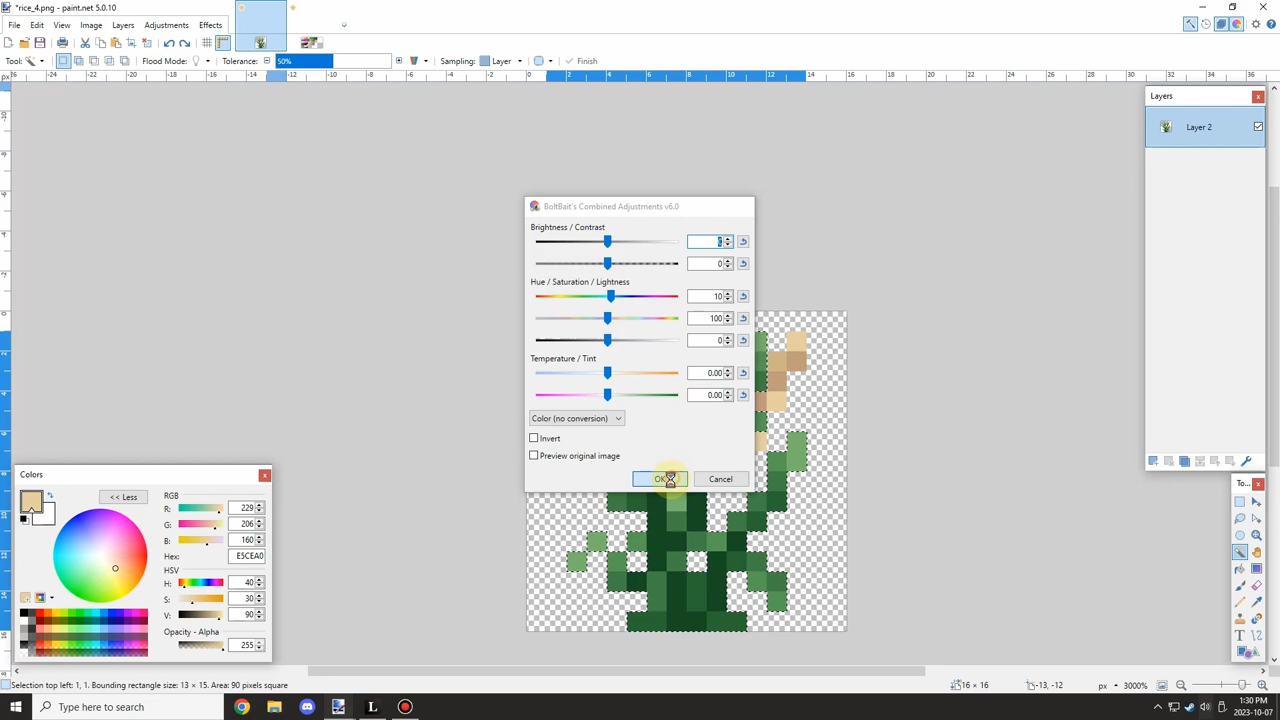 *rice_4.png - paint.net 5.0.10
File Edit View Image Layers Adjustments Effects
Tool: Flood Mode: Tolerance: 50% Sampling: Layer Finish
px
Layers
Layer 2
BoltBait's Combined Adjustments v6.0
Brightness / Contrast
0
Hue / Saturation / Lightness
10
100
0
Temperature / Tint
0.00
0.00
Color (no conversion)
Invert
Preview original image
OK Cancel
Colors
<< Less
RGB
R: 229
G: 206
B: 160
Hex: E5CEA0
HSV
H: 40
S: 30
V: 90
Opacity - Alpha
255
To...
Selection top left: 1, 1. Bounding rectangle size: 13 × 15. Area: 90 pixels square
16 × 16
-13, -12
px
3000%
Type here to search
1:30 PM
2023-10-07